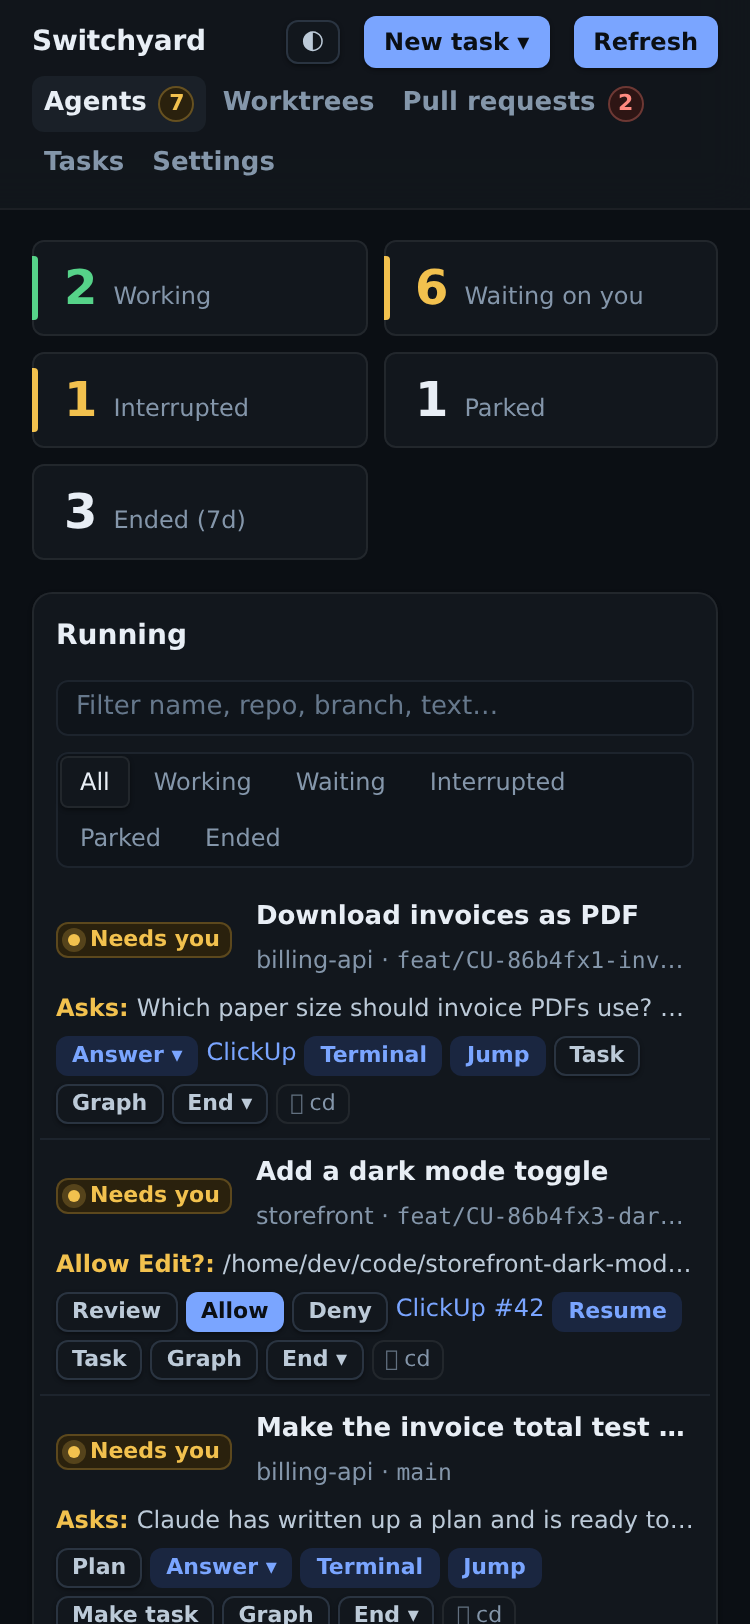 Switchyard
New task ▾
Refresh
Agents 7
Worktrees
Pull requests 2
Tasks
Settings
2 Working
6 Waiting on you
1 Interrupted
1 Parked
3 Ended (7d)
Running
Filter name, repo, branch, text…
All Working Waiting Interrupted
Parked Ended
Needs you
Download invoices as PDF
billing-api · feat/CU-86b4fx1-inv…
Asks: Which paper size should invoice PDFs use? …
Answer ▾ ClickUp Terminal Jump Task
Graph End ▾ cd
Needs you
Add a dark mode toggle
storefront · feat/CU-86b4fx3-dar…
Allow Edit?: /home/dev/code/storefront-dark-mod…
Review Allow Deny ClickUp #42 Resume
Task Graph End ▾ cd
Needs you
Make the invoice total test …
billing-api · main
Asks: Claude has written up a plan and is ready to…
Plan Answer ▾ Terminal Jump
Make task Graph End ▾ cd